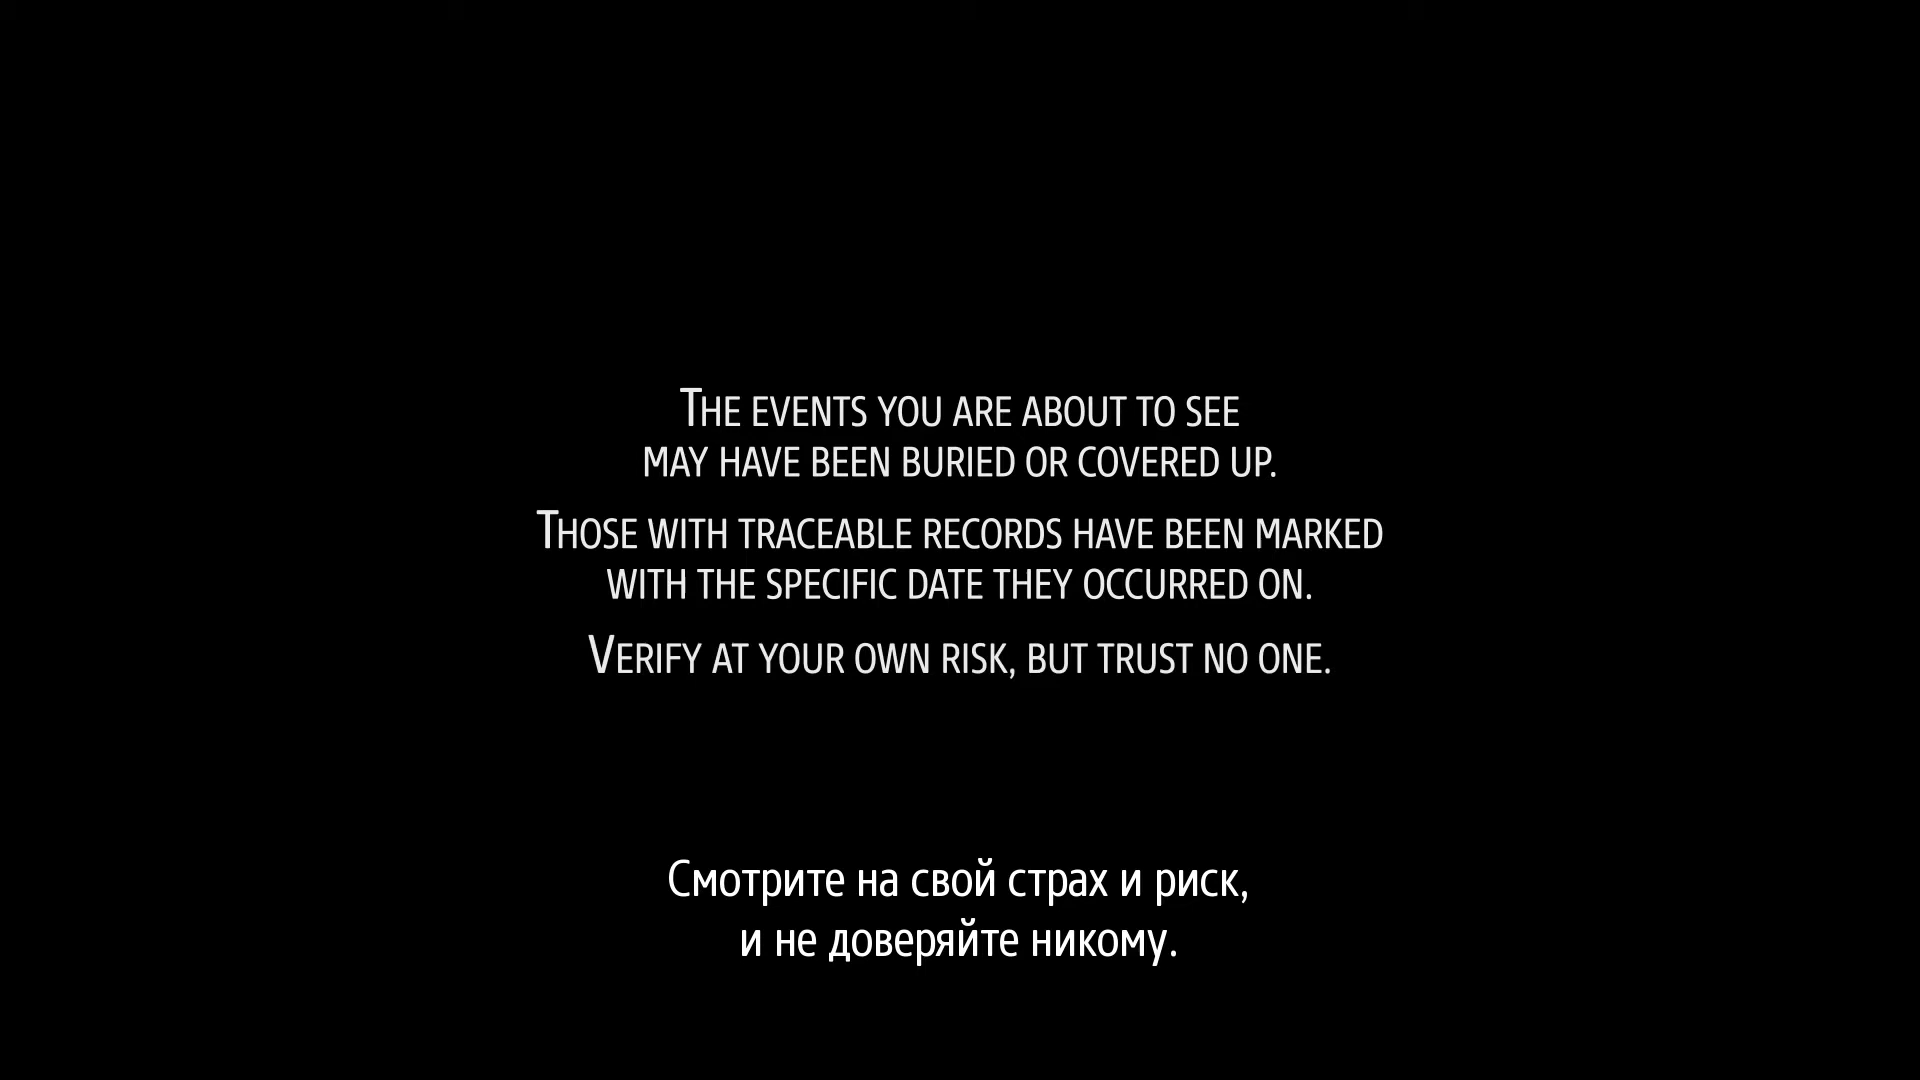 The events you are about to see
may have been buried or covered up.
Those with traceable records have been marked
with the specific date they occurred on.
Verify at your own risk, but trust no one.
Смотрите на свой страх и риск,
и не доверяйте никому.